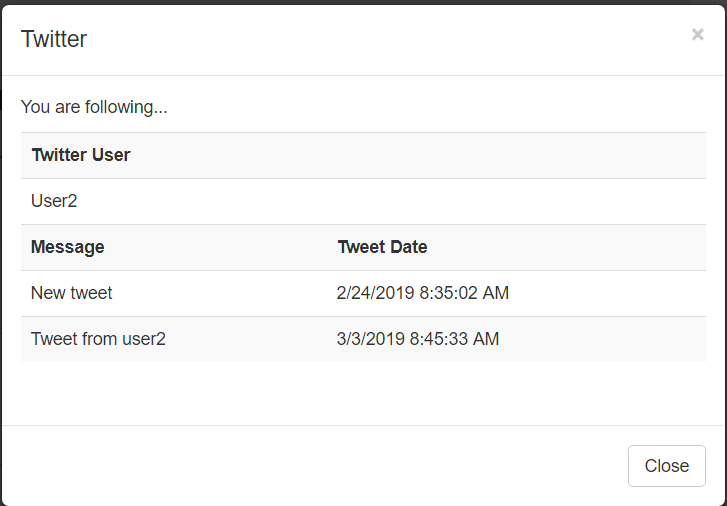 Twitter ×
You are following...
Twitter User
User2
Message Tweet Date
New tweet 2/24/2019 8:35:02 AM
Tweet from user2 3/3/2019 8:45:33 AM
Close